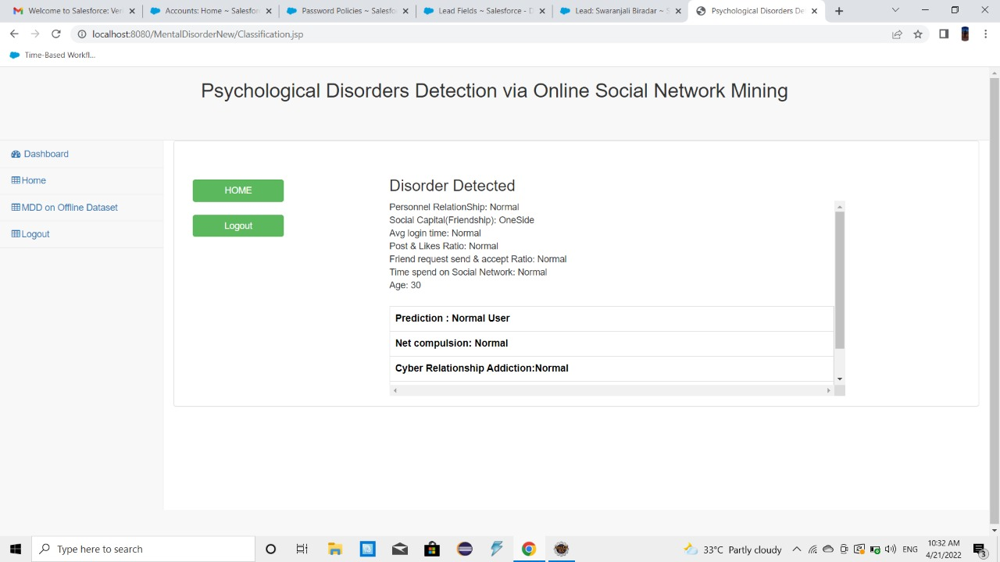 Welcome to Salesforce: Ver
Accounts: Home ~ Salesfor
Password Policies ~ Salesfo
Lead Fields ~ Salesforce - D
Lead: Swaranjali Biradar ~ S
Psychological Disorders De
localhost:8080/MentalDisorderNew/Classification.jsp
Time-Based Workfl...
Psychological Disorders Detection via Online Social Network Mining
Dashboard
Home
MDD on Offline Dataset
Logout
HOME
Logout
Disorder Detected
Personnel RelationShip: Normal
Social Capital(Friendship): OneSide
Avg login time: Normal
Post & Likes Ratio: Normal
Friend request send & accept Ratio: Normal
Time spend on Social Network: Normal
Age: 30
Prediction : Normal User
Net compulsion: Normal
Cyber Relationship Addiction:Normal
Type here to search
33°C Partly cloudy
ENG
10:32 AM
4/21/2022
3